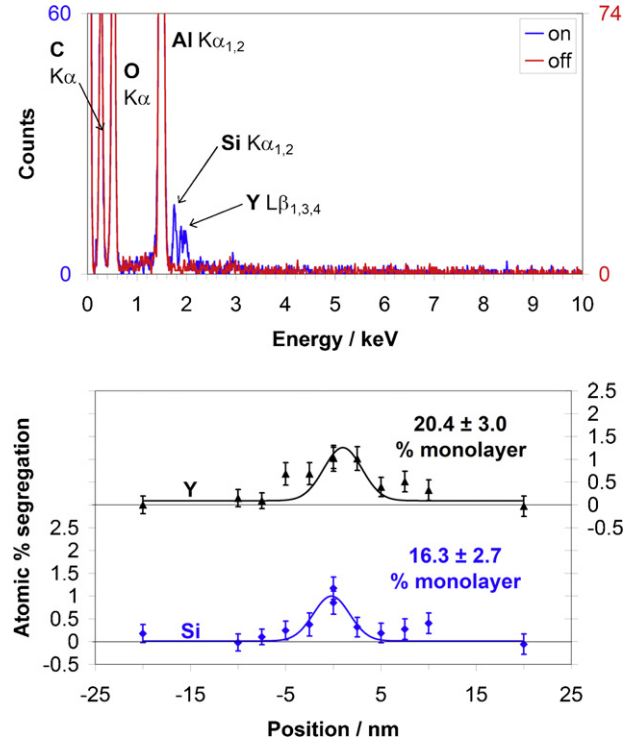 60
74
on
off
C
Kα
O
Kα
Al Kα1,2
Si Kα1,2
Y Lβ1,3,4
Counts
0
0
0 1 2 3 4 5 6 7 8 9 10
Energy / keV
2.5
2
1.5
1
0.5
0
-0.5
20.4 ± 3.0
% monolayer
Y
Atomic % segregation
2.5
2
1.5
1
0.5
0
-0.5
16.3 ± 2.7
% monolayer
Si
-25 -15 -5 5 15 25
Position / nm